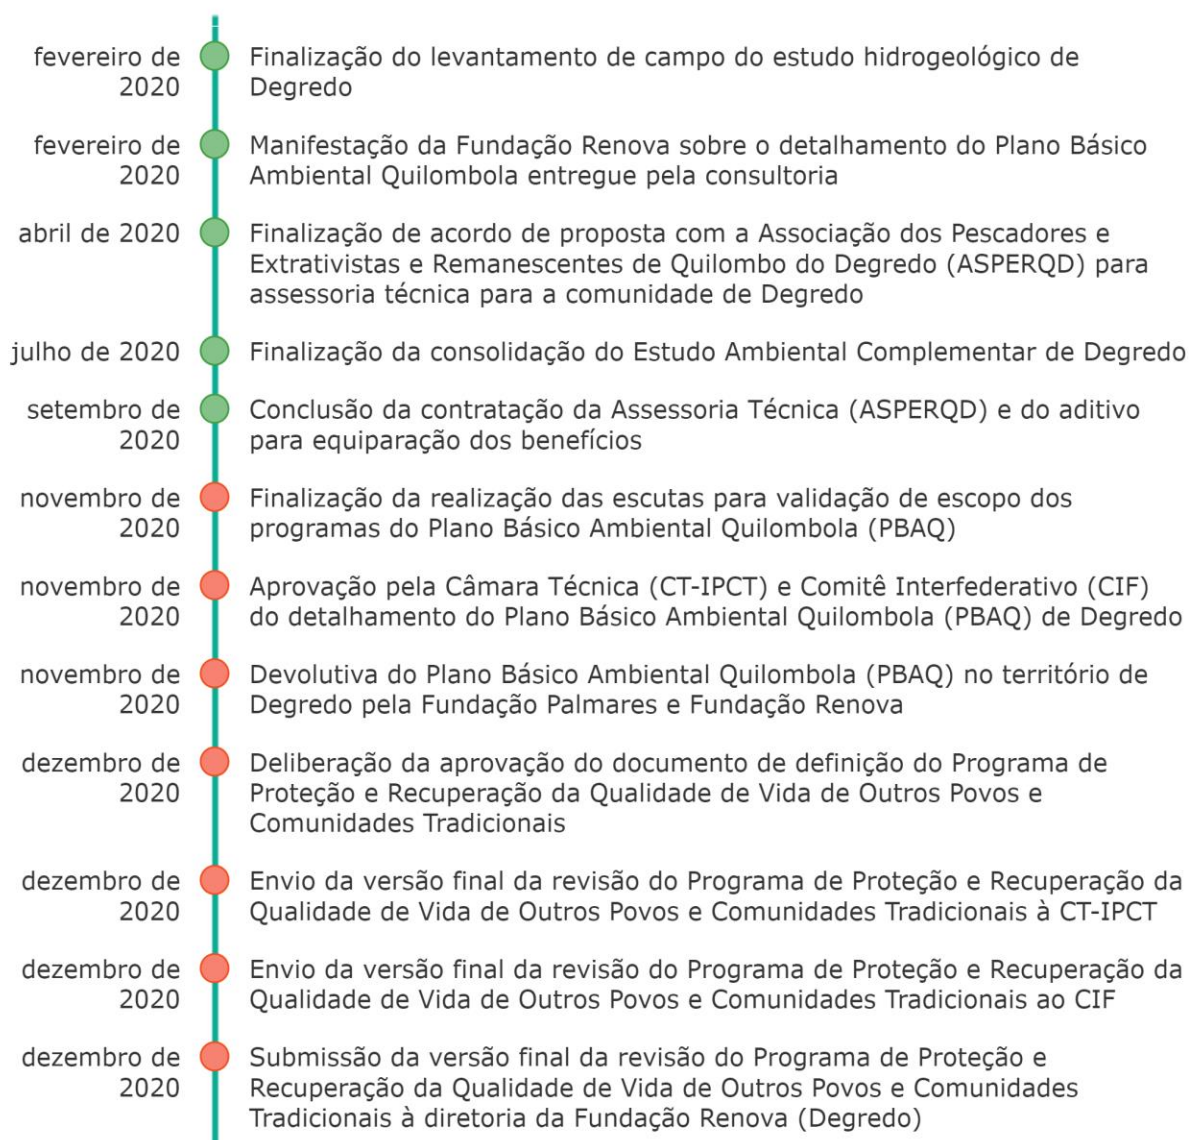 fevereiro de 2020
Finalização do levantamento de campo do estudo hidrogeológico de
Degredo
fevereiro de 2020
Manifestação da Fundação Renova sobre o detalhamento do Plano Básico
Ambiental Quilombola entregue pela consultoria
abril de 2020
Finalização de acordo de proposta com a Associação dos Pescadores e
Extrativistas e Remanescentes de Quilombo do Degredo (ASPERQD) para
assessoria técnica para a comunidade de Degredo
julho de 2020
Finalização da consolidação do Estudo Ambiental Complementar de Degredo
setembro de 2020
Conclusão da contratação da Assessoria Técnica (ASPERQD) e do aditivo
para equiparação dos benefícios
novembro de 2020
Finalização da realização das escutas para validação de escopo dos
programas do Plano Básico Ambiental Quilombola (PBAQ)
novembro de 2020
Aprovação pela Câmara Técnica (CT-IPCT) e Comitê Interfederativo (CIF)
do detalhamento do Plano Básico Ambiental Quilombola (PBAQ) de Degredo
novembro de 2020
Devolutiva do Plano Básico Ambiental Quilombola (PBAQ) no território de
Degredo pela Fundação Palmares e Fundação Renova
dezembro de 2020
Deliberação da aprovação do documento de definição do Programa de
Proteção e Recuperação da Qualidade de Vida de Outros Povos e
Comunidades Tradicionais
dezembro de 2020
Envio da versão final da revisão do Programa de Proteção e Recuperação da
Qualidade de Vida de Outros Povos e Comunidades Tradicionais à CT-IPCT
dezembro de 2020
Envio da versão final da revisão do Programa de Proteção e Recuperação da
Qualidade de Vida de Outros Povos e Comunidades Tradicionais ao CIF
dezembro de 2020
Submissão da versão final da revisão do Programa de Proteção e
Recuperação da Qualidade de Vida de Outros Povos e Comunidades
Tradicionais à diretoria da Fundação Renova (Degredo)